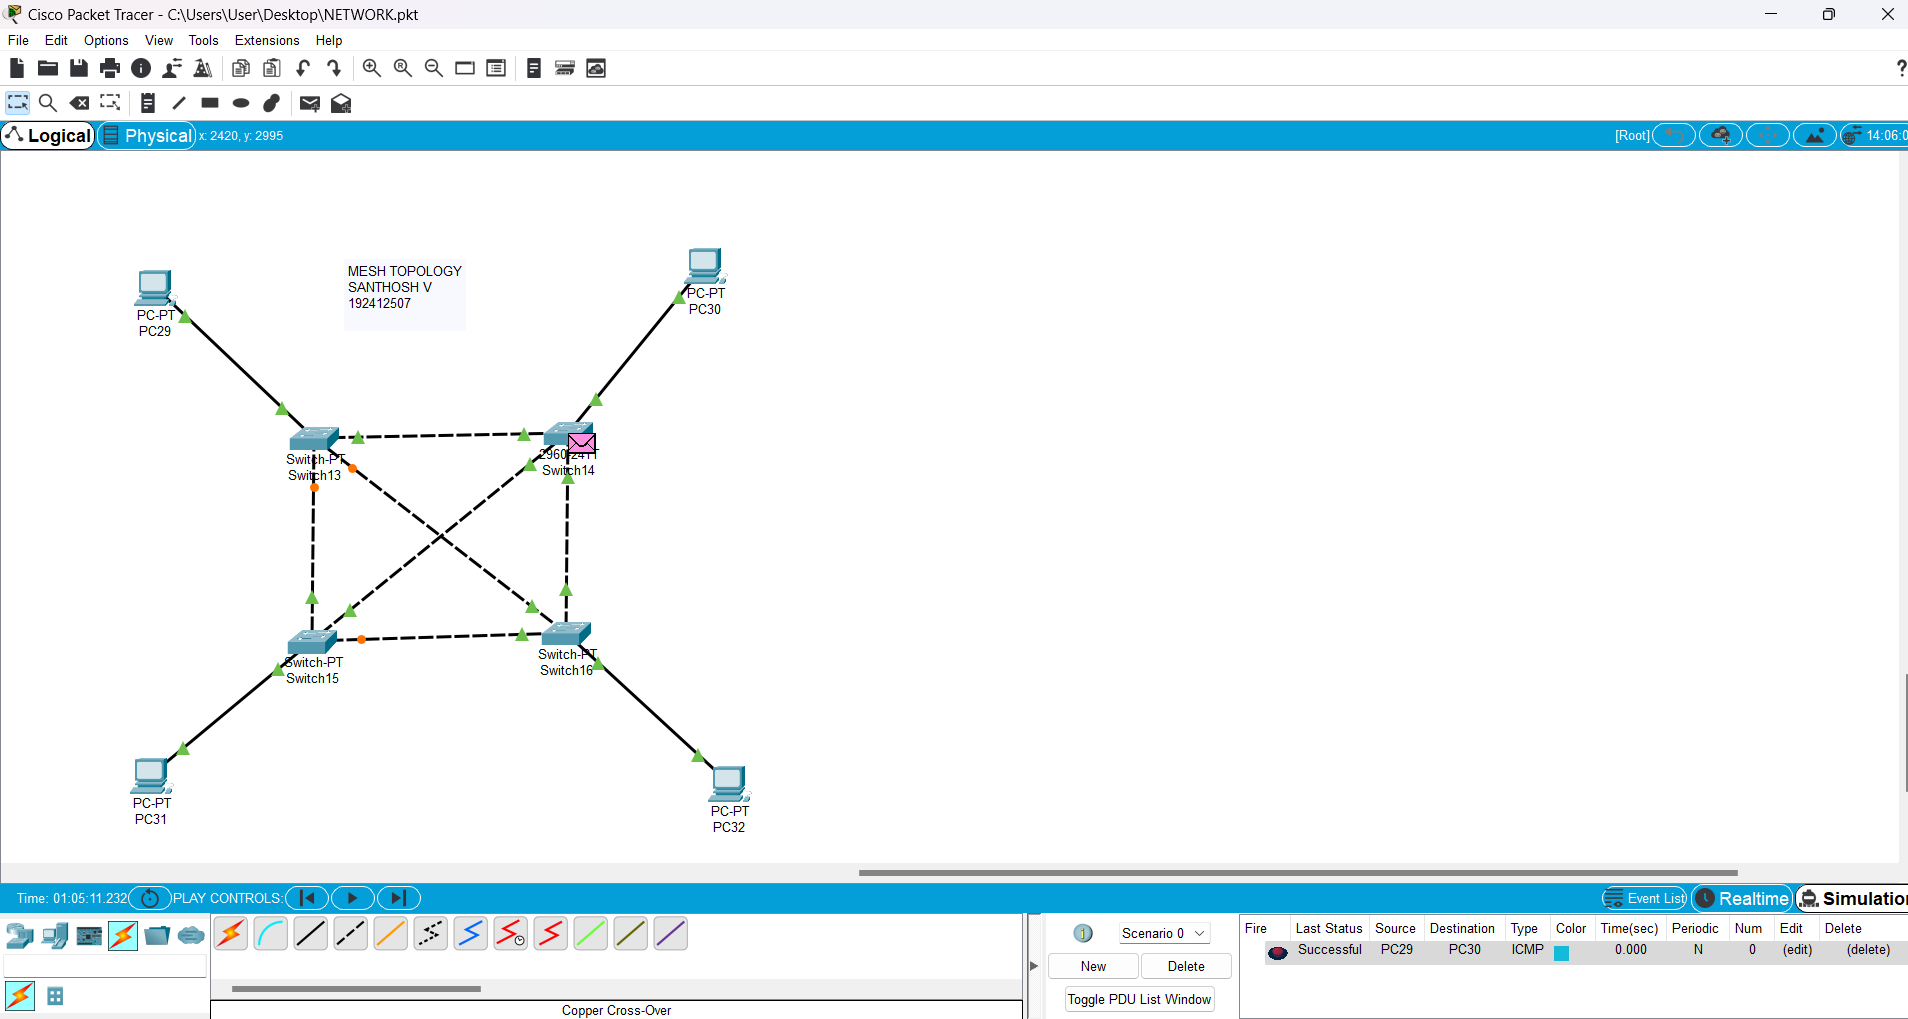 Cisco Packet Tracer - C:\Users\User\Desktop\NETWORK.pkt
File Edit Options View Tools Extensions Help
?
Logical Physical x: 2420, y: 2995 [Root] 14:06:0
MESH TOPOLOGY
SANTHOSH V
192412507
PC-PT
PC29
PC-PT
PC30
Switch-PT
Switch13
2960-24TT
Switch14
Switch-PT
Switch15
Switch-PT
Switch16
PC-PT
PC31
PC-PT
PC32
Time: 01:05:11.232 PLAY CONTROLS: Event List Realtime Simulation
Scenario 0
New Delete
Toggle PDU List Window
Fire Last Status Source Destination Type Color Time(sec) Periodic Num Edit Delete
Successful PC29 PC30 ICMP 0.000 N 0 (edit) (delete)
Copper Cross-Over